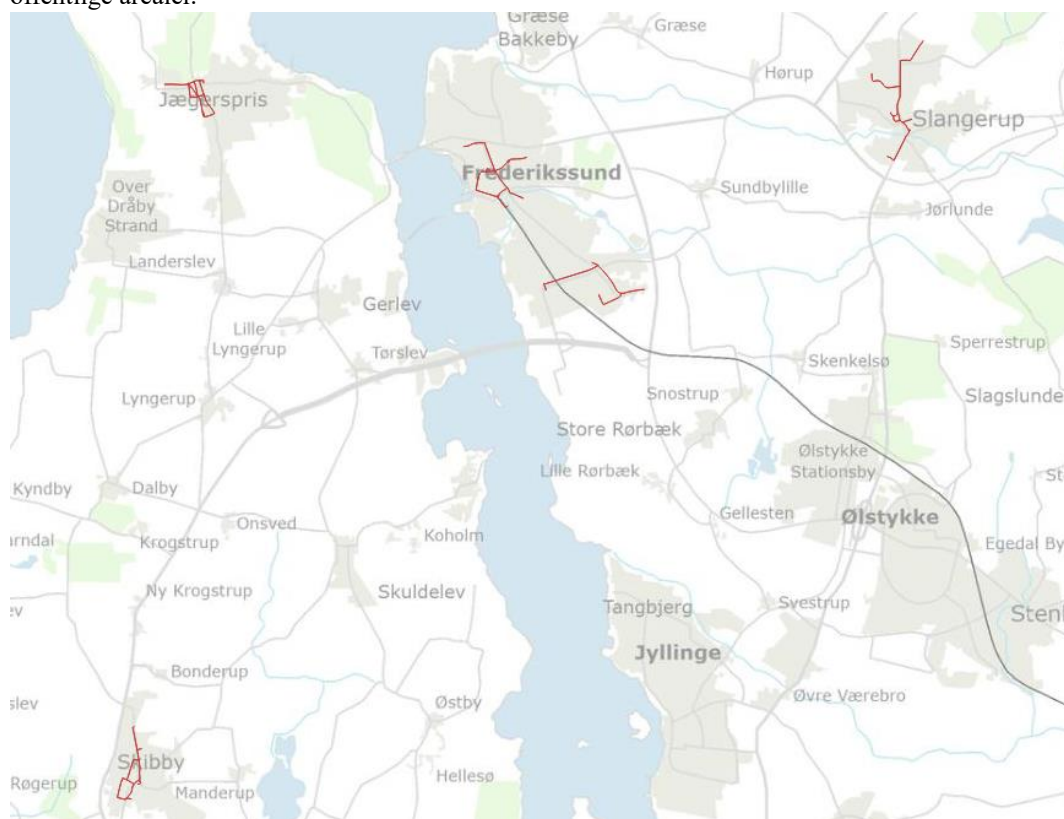 offentlige arealer.
Græse
Bakkeby
Græse
Hørup
Jægerspris
Slangerup
Frederikssund
Sundbylille
Over
Dråby
Strand
Jørlunde
Landerslev
Gerlev
Lille
Lyngerup
Tørslev
Sperrestrup
Skenkelsø
Lyngerup
Snostrup
Slagslunde
Store Rørbæk
Ølstykke
Stationsby
Lille Rørbæk
Kyndby
Dalby
Gellesten
Ølstykke
Onsved
Koholm
Krogstrup
Egedal By
Ny Krogstrup
Skuldelev
Svestrup
Tangbjerg
Jyllinge
Bonderup
Øvre Værebro
Østby
Skibby
Røgerup
Manderup
Hellesø